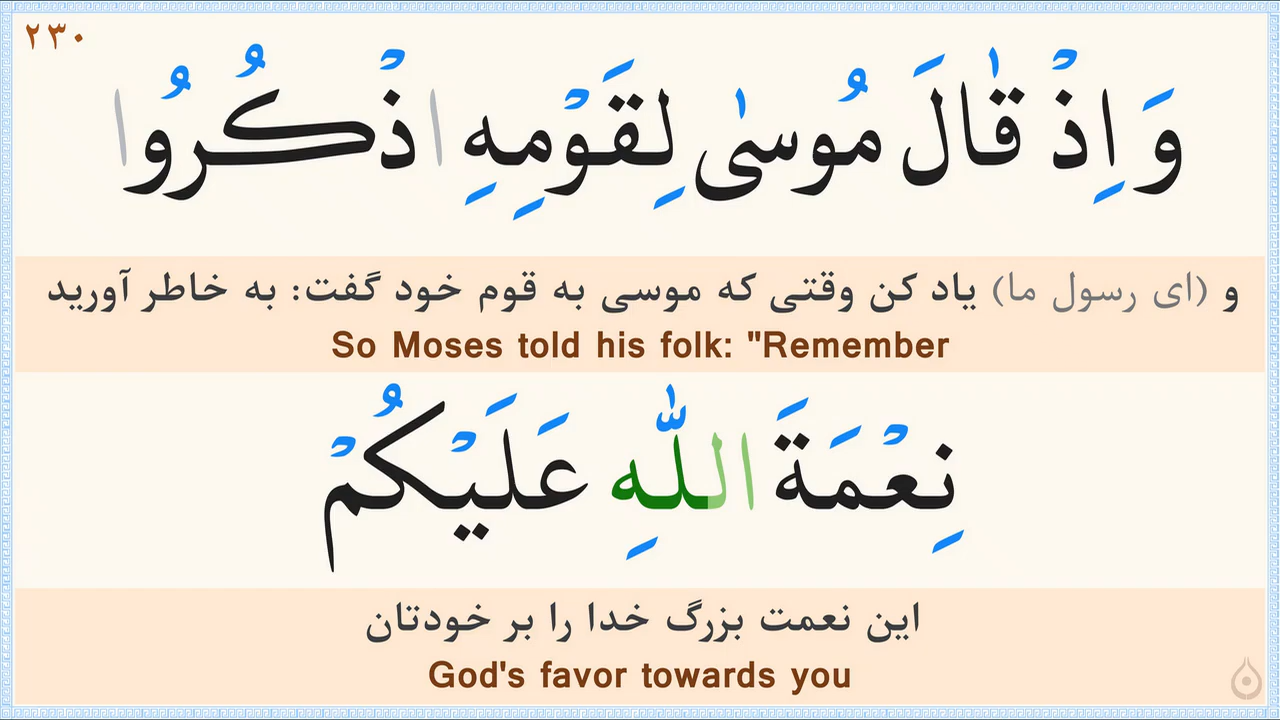 ۲۳۰
وَ اِذْ قٰالَ مُوسىٰ لِقَوْمِهِ اذْكُرُوا
و (ای رسول ما) یاد کن وقتی که موسی به قوم خود گفت: به خاطر آورید
So Moses told his folk: "Remember
نِعْمَةَ اللّٰهِ عَلَيْكُمْ
این نعمت بزرگ خدا را بر خودتان
God's favor towards you